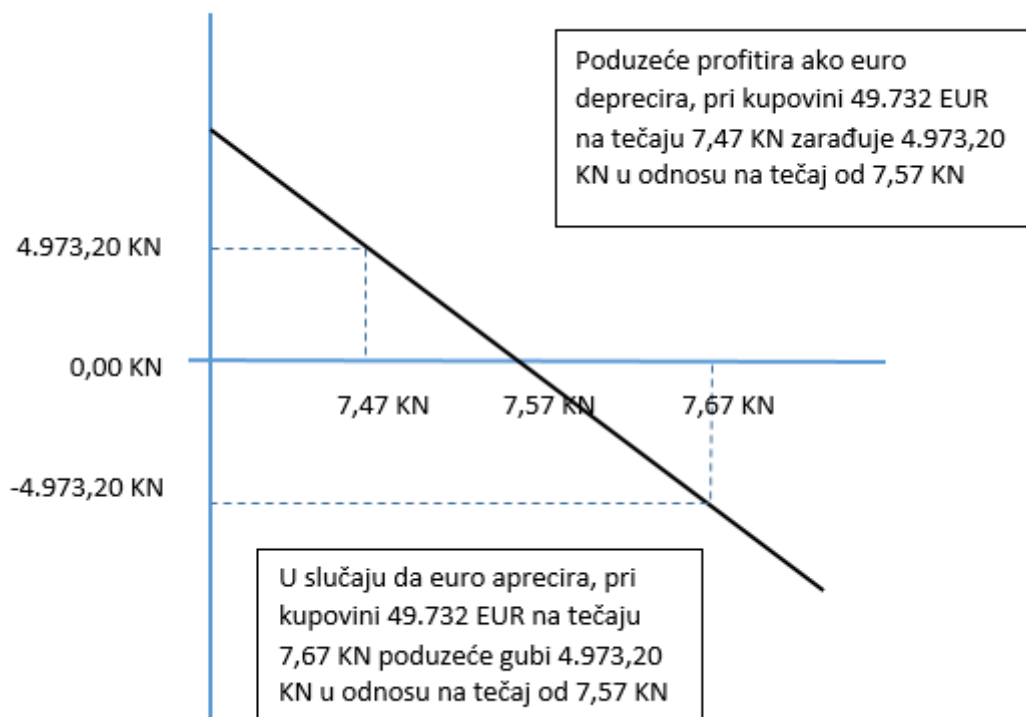 Poduzeće profitira ako euro
deprecira, pri kupovini 49.732 EUR
na tečaju 7,47 KN zarađuje 4.973,20
KN u odnosu na tečaj od 7,57 KN
4.973,20 KN
0,00 KN
7,47 KN
7,57 KN
7,67 KN
-4.973,20 KN
U slučaju da euro aprecira, pri
kupovini 49.732 EUR na tečaju
7,67 KN poduzeće gubi 4.973,20
KN u odnosu na tečaj od 7,57 KN